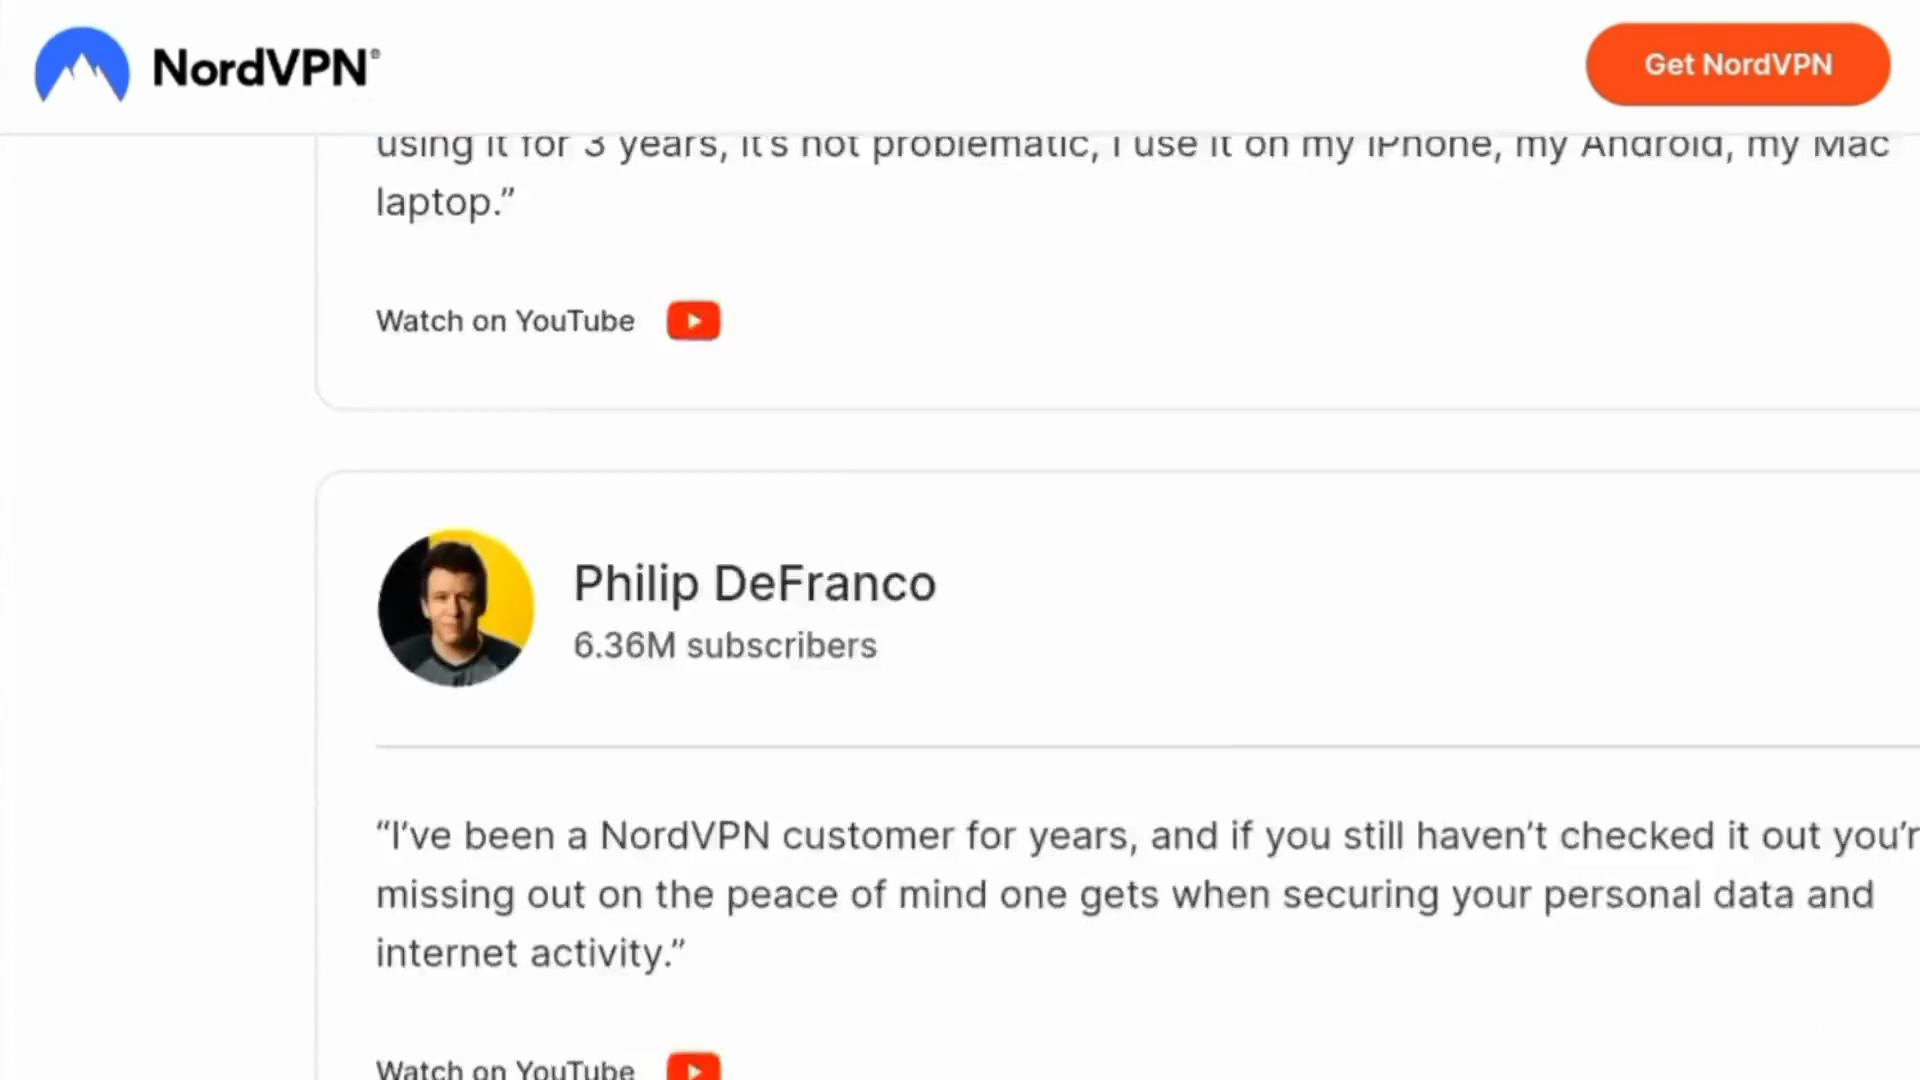 NordVPN®
Get NordVPN
using it for 3 years, it's not problematic, I use it on my iPhone, my Android, my Mac
laptop.”
Watch on YouTube
Philip DeFranco
6.36M subscribers
“I’ve been a NordVPN customer for years, and if you still haven’t checked it out you’r
missing out on the peace of mind one gets when securing your personal data and
internet activity.”
Watch on YouTube